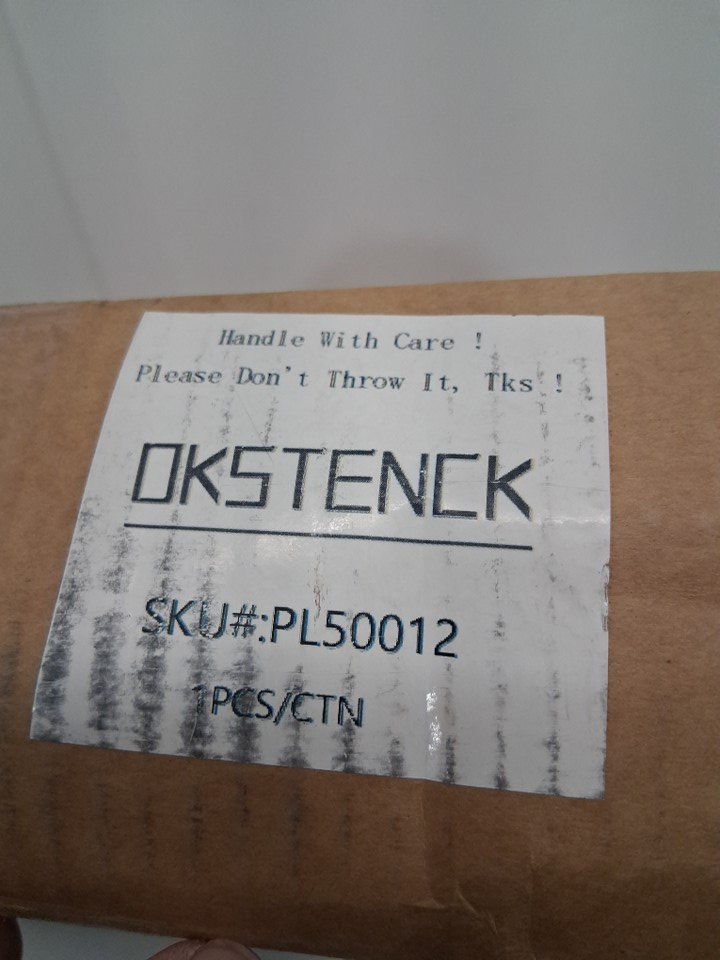 Handle With Care !
Please Don't Throw It, Tks !
OKSTENCK
SKU#:PL50012
1PCS/CTN